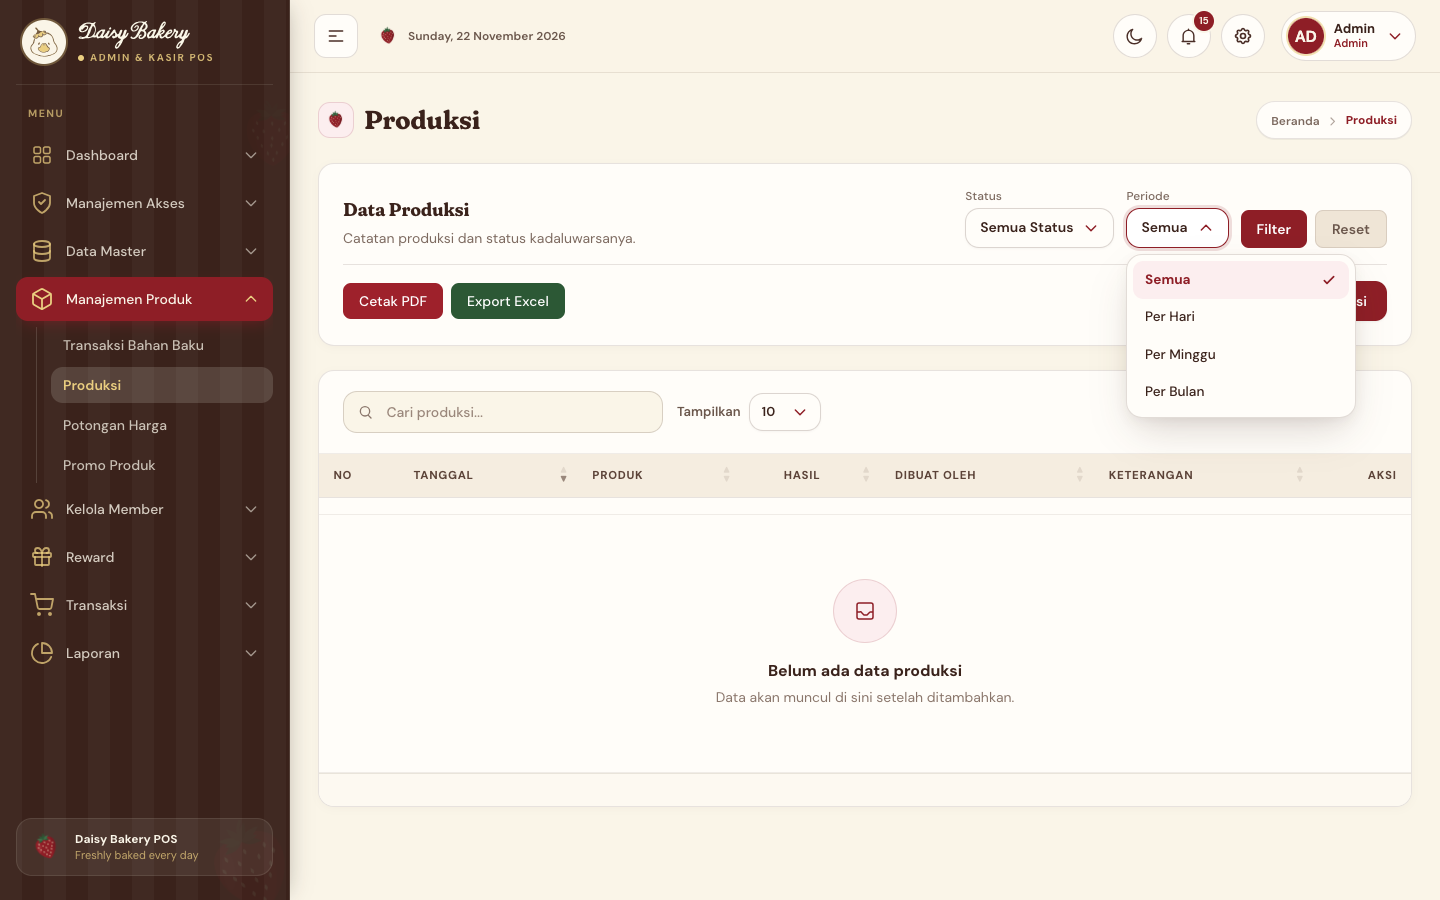 Daisy Bakery
ADMIN & KASIR POS
Sunday, 22 November 2026
15
AD
Admin
Admin
MENU
Dashboard
Manajemen Akses
Data Master
Manajemen Produk
Transaksi Bahan Baku
Produksi
Potongan Harga
Promo Produk
Kelola Member
Reward
Transaksi
Laporan
Daisy Bakery POS
Freshly baked every day
Produksi
Beranda
Produksi
Data Produksi
Catatan produksi dan status kadaluwarsanya.
Status
Semua Status
Periode
Semua
Filter
Reset
Semua
Per Hari
Per Minggu
Per Bulan
Cetak PDF
Export Excel
si
Cari produksi...
Tampilkan
10
NO
TANGGAL
PRODUK
HASIL
DIBUAT OLEH
KETERANGAN
AKSI
Belum ada data produksi
Data akan muncul di sini setelah ditambahkan.